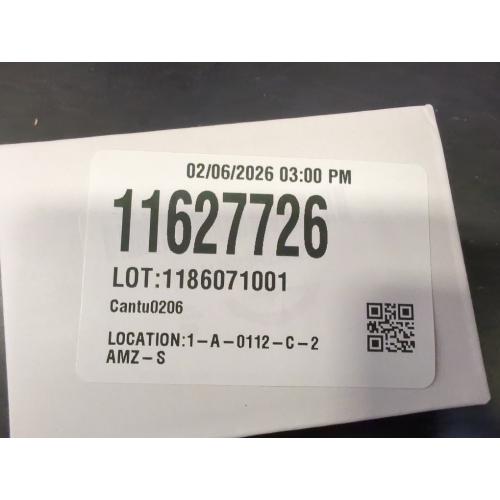 02/06/2026 03:00 PM
11627726
LOT:1186071001
Cantu0206
LOCATION:1-A-0112-C-2
AMZ-S